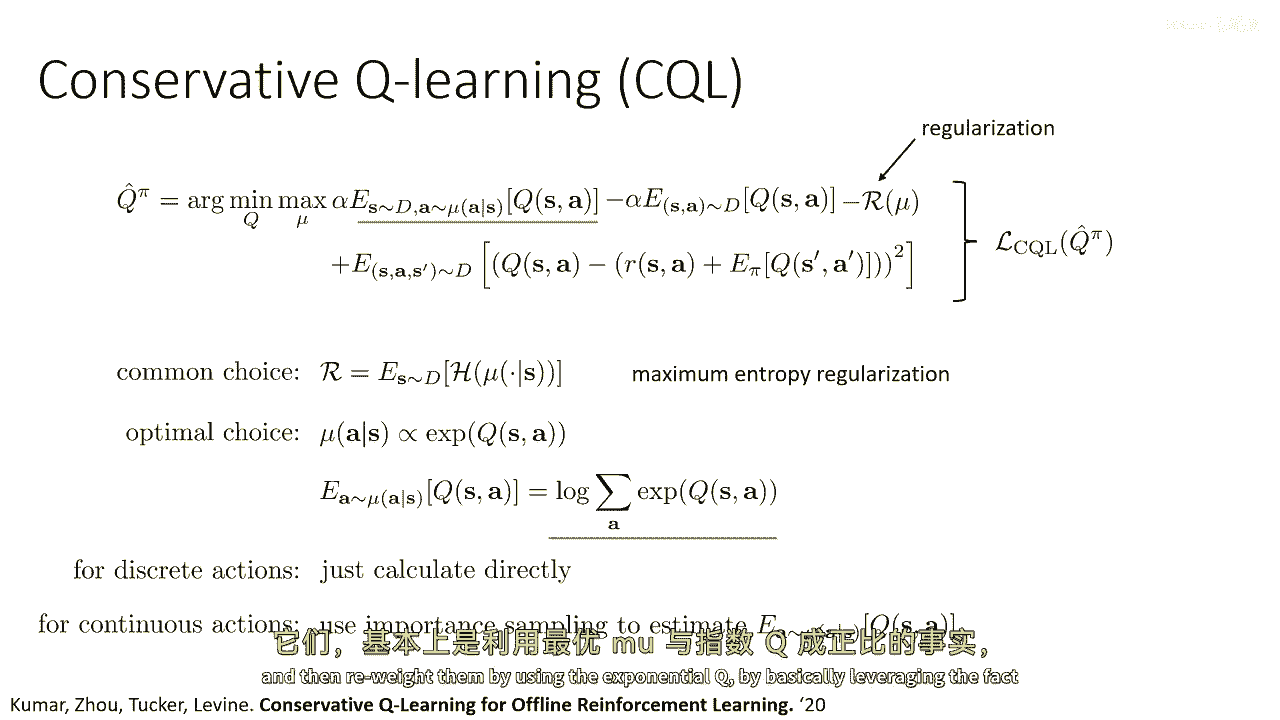 Conservative Q-learning (CQL)
regularization
$\hat{Q}^\pi = \arg\min_Q \max_\mu \alpha E_{\mathbf{s}\sim D, \mathbf{a}\sim\mu(\mathbf{a}|\mathbf{s})}[Q(\mathbf{s},\mathbf{a})] - \alpha E_{(\mathbf{s},\mathbf{a})\sim D}[Q(\mathbf{s},\mathbf{a})] - \mathcal{R}(\mu)$
$+ E_{(\mathbf{s},\mathbf{a},\mathbf{s}')\sim D}\left[(Q(\mathbf{s},\mathbf{a}) - (r(\mathbf{s},\mathbf{a}) + E_\pi[Q(\mathbf{s}',\mathbf{a}')]))^2\right]$
$\mathcal{L}_{\mathrm{CQL}}(\hat{Q}^\pi)$
common choice: $\mathcal{R} = E_{\mathbf{s}\sim D}[\mathcal{H}(\mu(\cdot|\mathbf{s}))]$ maximum entropy regularization
optimal choice: $\mu(\mathbf{a}|\mathbf{s}) \propto \exp(Q(\mathbf{s},\mathbf{a}))$
$E_{\mathbf{a}\sim\mu(\mathbf{a}|\mathbf{s})}[Q(\mathbf{s},\mathbf{a})] = \log\sum_{\mathbf{a}}\exp(Q(\mathbf{s},\mathbf{a}))$
for discrete actions: just calculate directly
for continuous actions: use importance sampling to estimate
它们，基本上是利用最优 mu 与指数 Q 成正比的事实，
and then re-weight them by using the exponential Q, by basically leveraging the fact
Kumar, Zhou, Tucker, Levine. Conservative Q-Learning for Offline Reinforcement Learning. '20